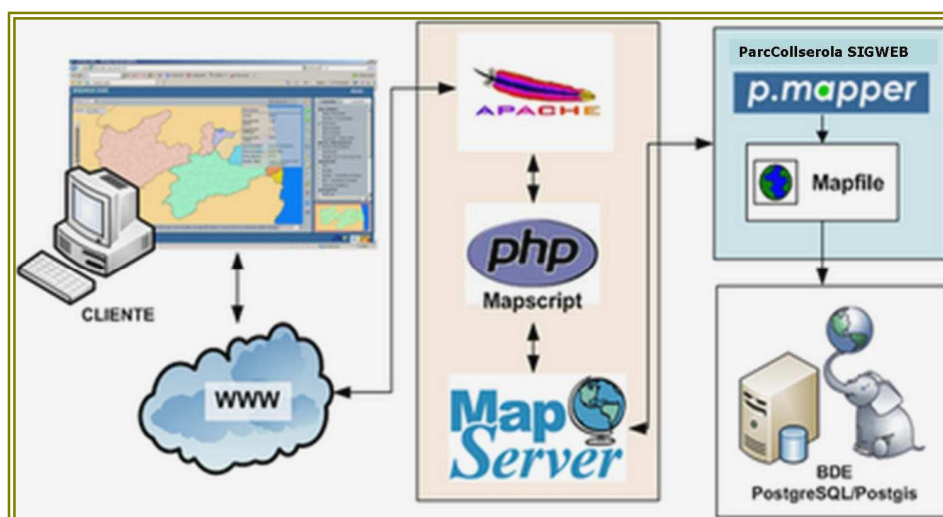 CLIENTE
WWW
APACHE
php
Mapscript
Map
Server
ParcCollserola SIGWEB
p.mapper
Mapfile
BDE
PostgreSQL/Postgis